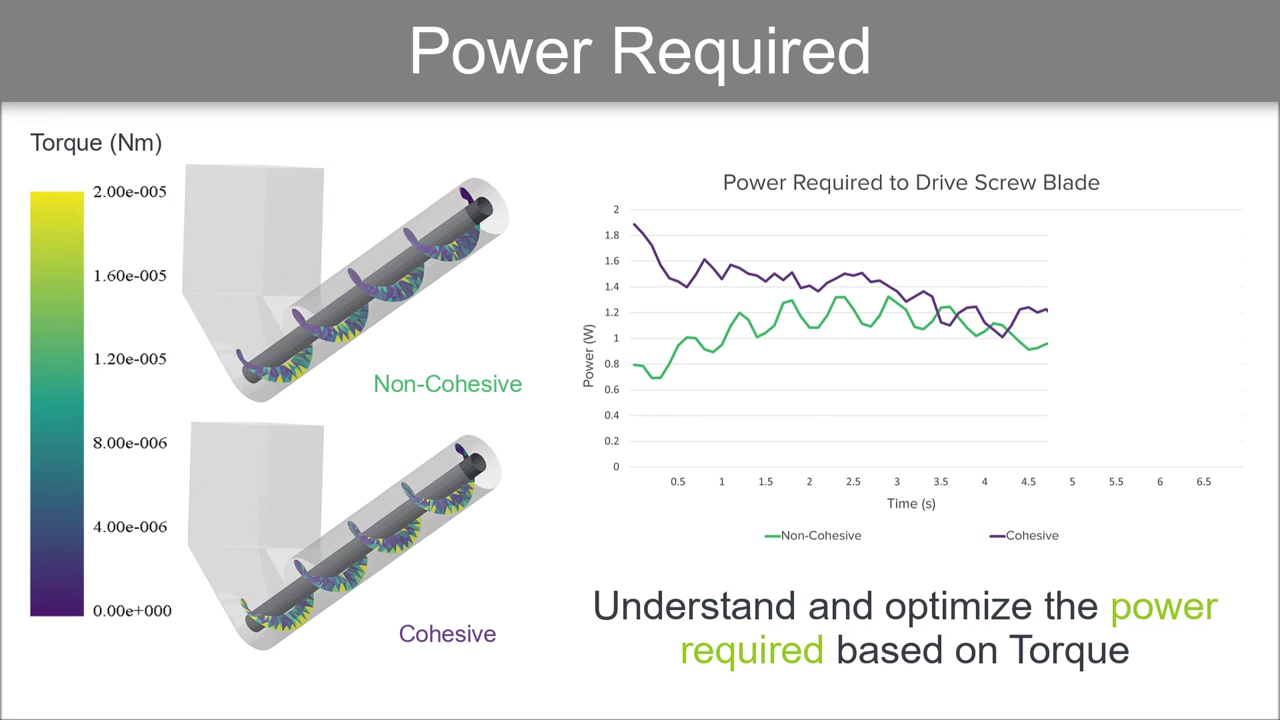 Power Required
Torque (Nm)
2.00e-005
1.60e-005
1.20e-005
8.00e-006
4.00e-006
0.00e+000
Non-Cohesive
Cohesive
Power Required to Drive Screw Blade
Power (W)
2
1.8
1.6
1.4
1.2
1
0.8
0.6
0.4
0.2
0
0.5 1 1.5 2 2.5 3 3.5 4 4.5 5 5.5 6 6.5
Time (s)
Non-Cohesive Cohesive
Understand and optimize the power
required based on Torque